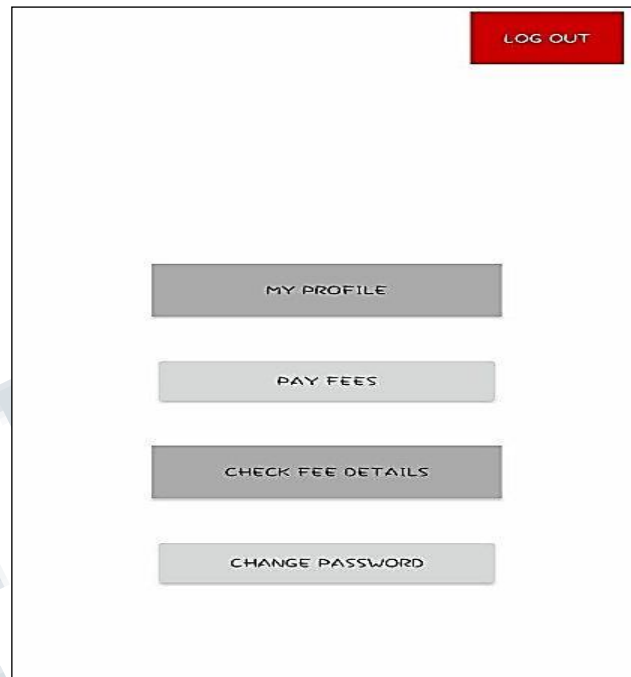 LOG OUT
MY PROFILE
PAY FEES
CHECK FEE DETAILS
CHANGE PASSWORD